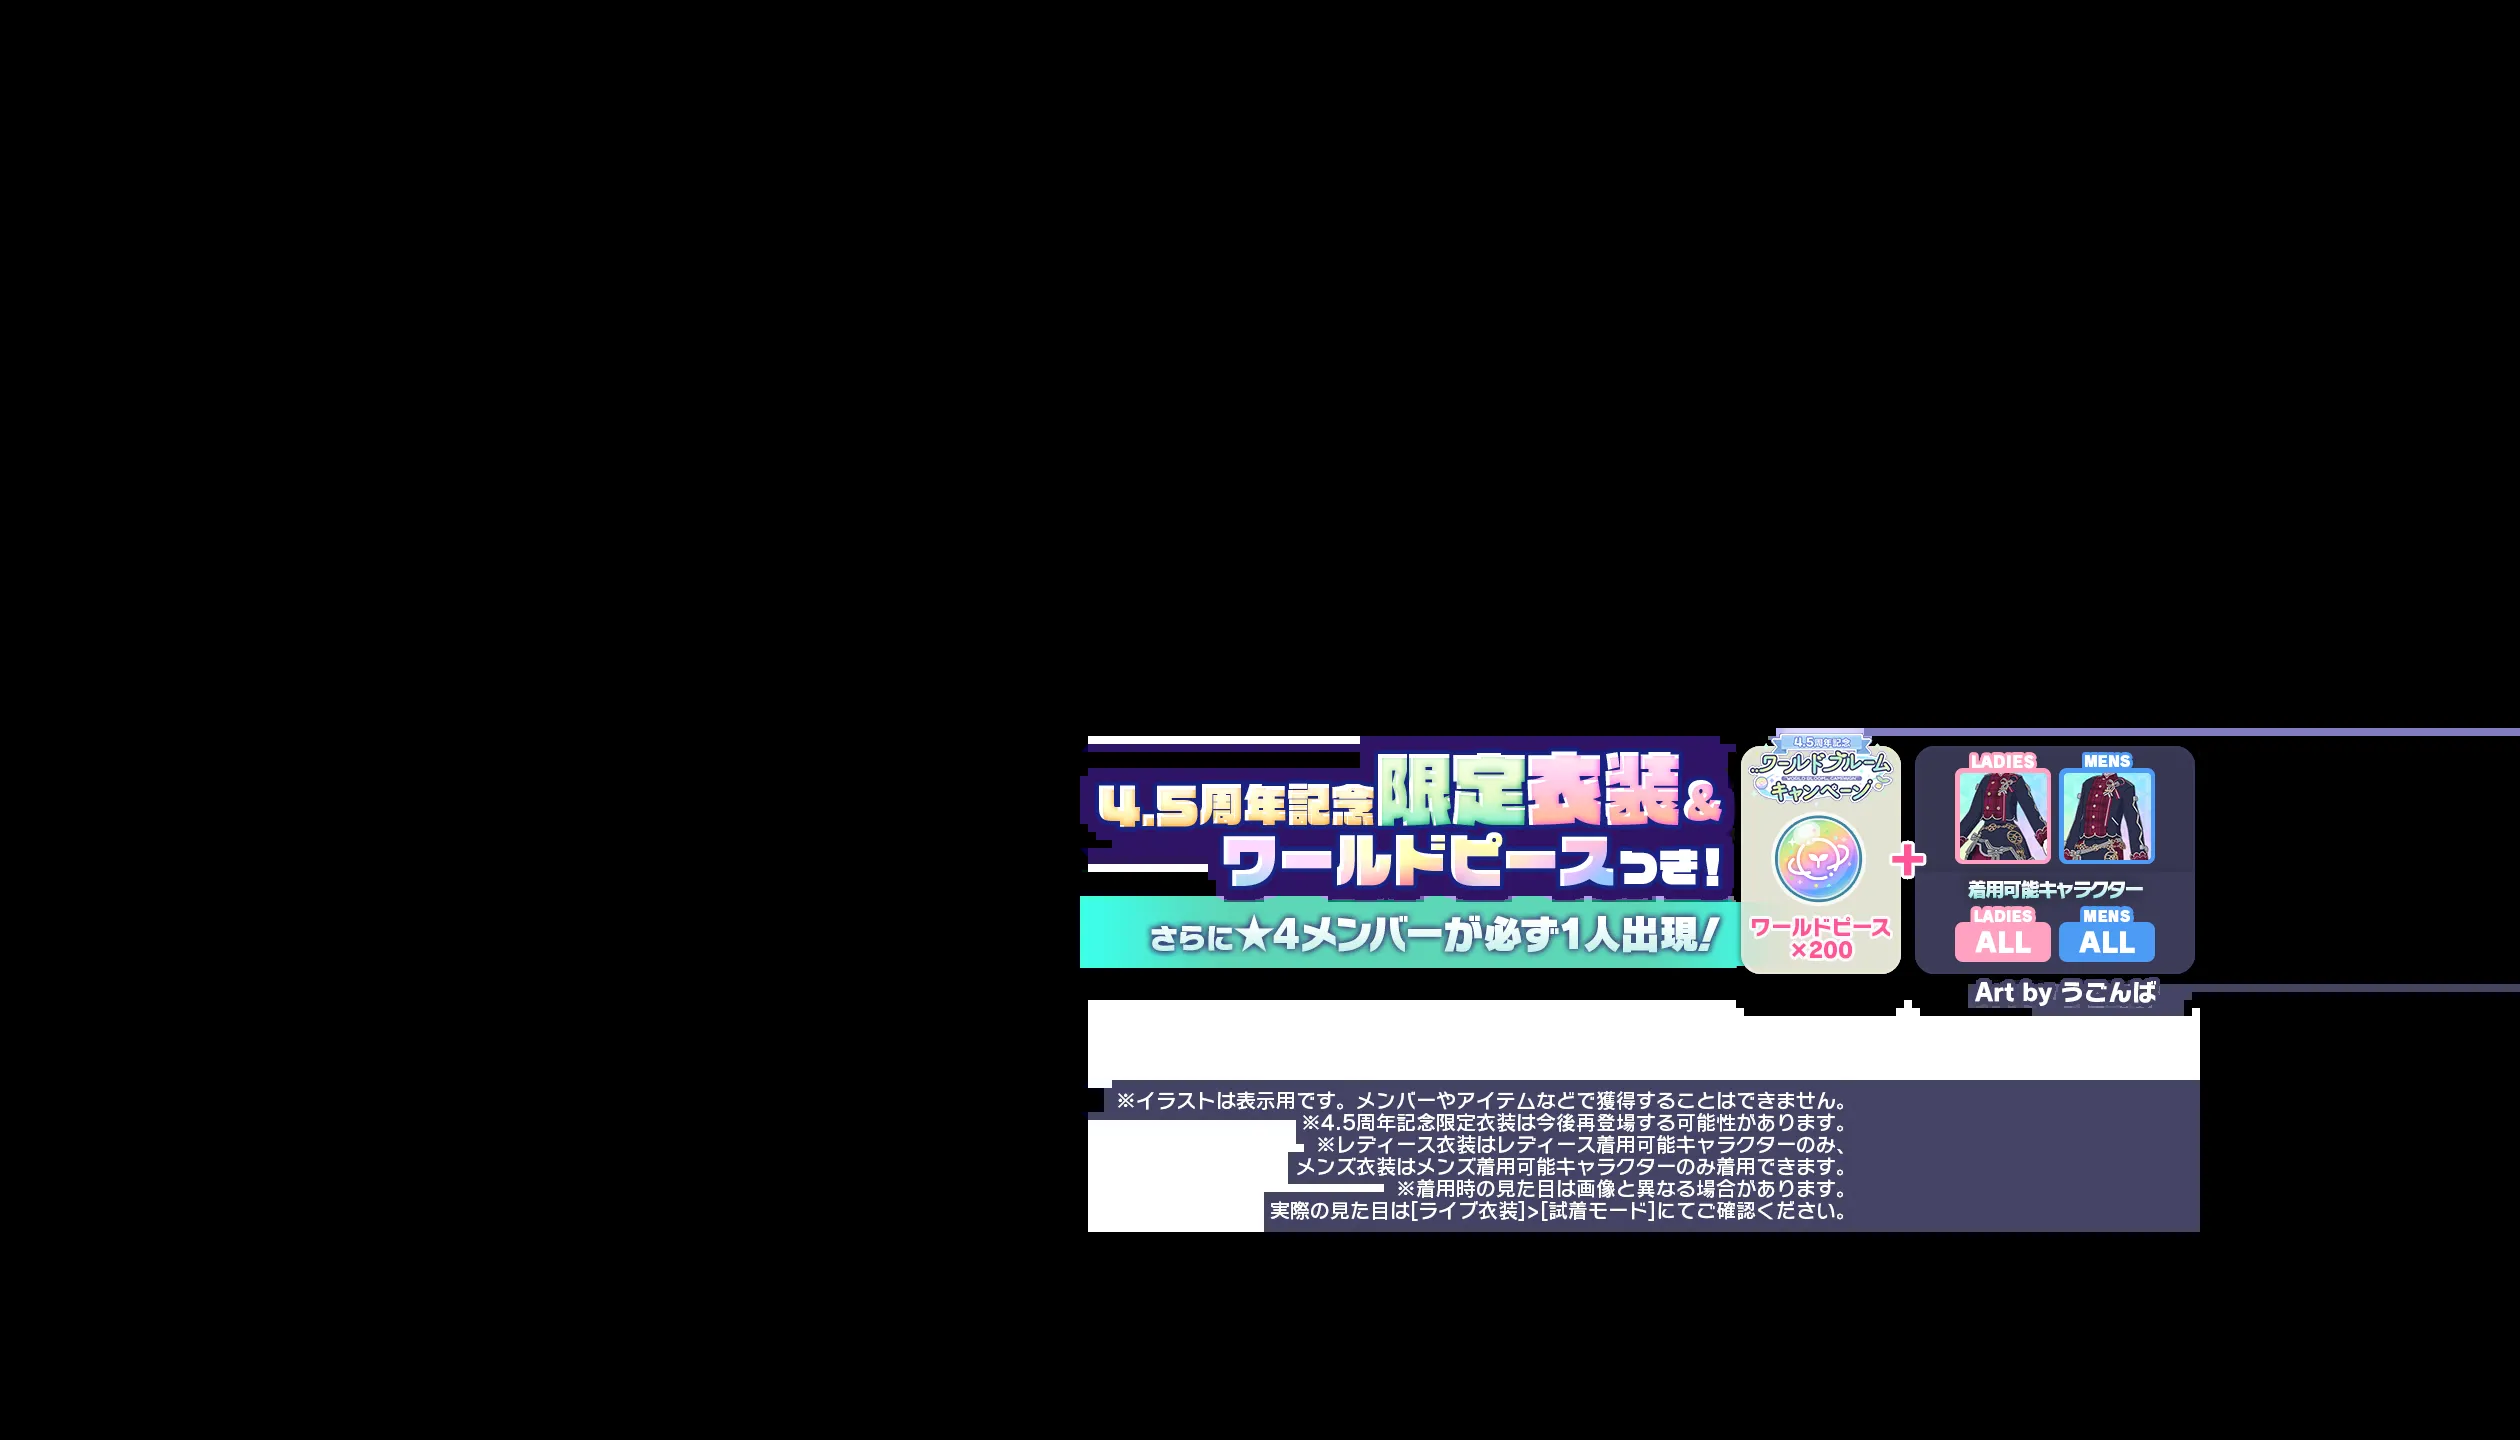 4.5周年記念限定衣装&
ワールドピースつき!
さらに★4メンバーが必ず1人出現!
4.5周年記念
ワールドブルーム
WORLD BLOOM CAMPAIGN
キャンペーン
ワールドピース
×200
+
LADIES MENS
着用可能キャラクター
LADIES MENS
ALL ALL
Art by うごんば
※イラストは表示用です。メンバーやアイテムなどで獲得することはできません。
※4.5周年記念限定衣装は今後再登場する可能性があります。
※レディース衣装はレディース着用可能キャラクターのみ、
メンズ衣装はメンズ着用可能キャラクターのみ着用できます。
※着用時の見た目は画像と異なる場合があります。
実際の見た目は[ライブ衣装]>[試着モード]にてご確認ください。